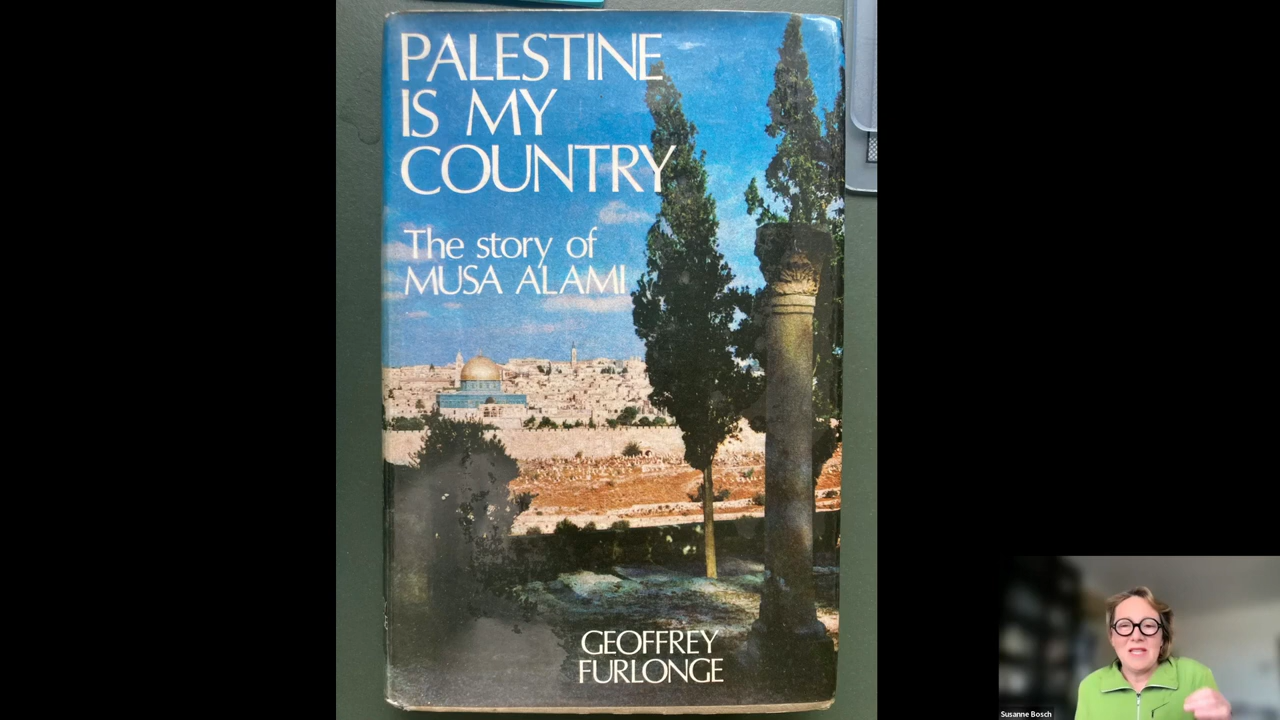 PALESTINE
IS MY
COUNTRY
The story of
MUSA ALAMI
GEOFFREY
FURLONGE
Susanne Bosch